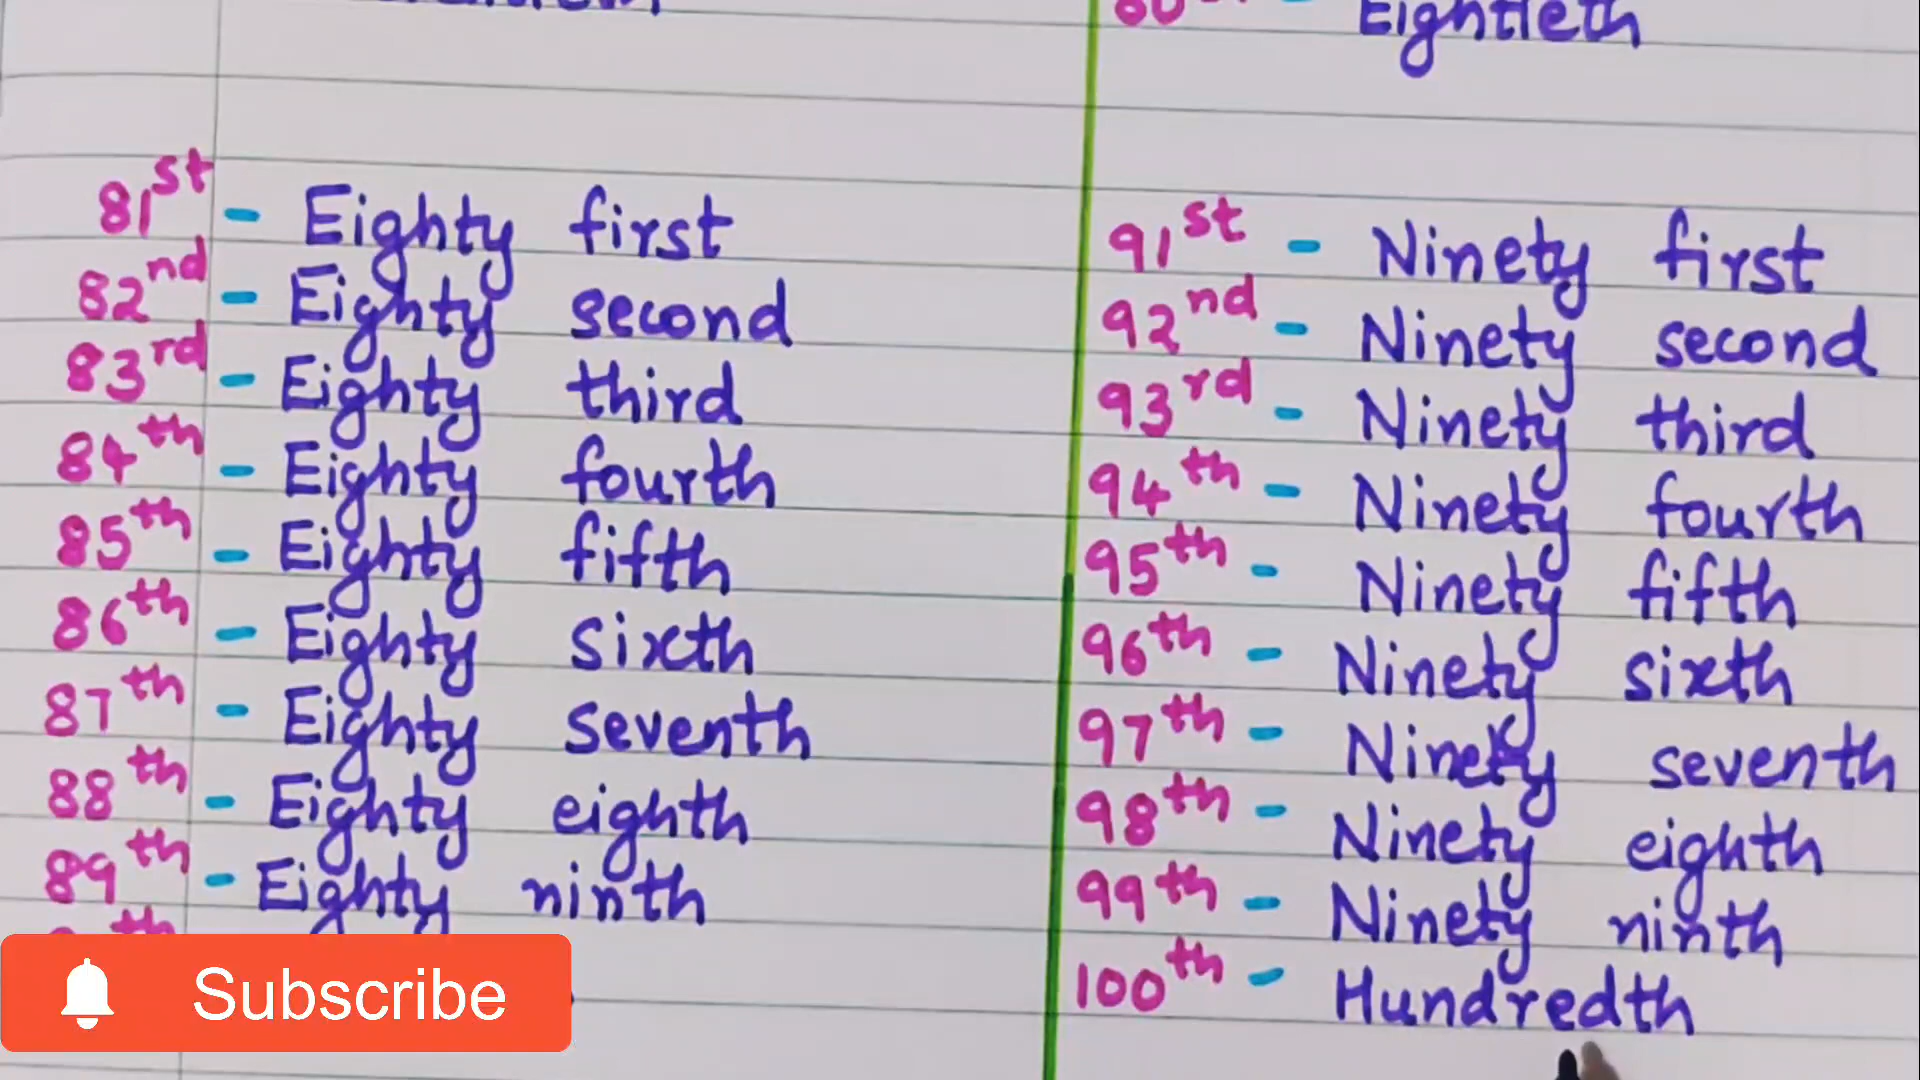 80th - Eightieth
81st - Eighty first
82nd - Eighty second
83rd - Eighty third
84th - Eighty fourth
85th - Eighty fifth
86th - Eighty sixth
87th - Eighty seventh
88th - Eighty eighth
89th - Eighty ninth
th
Subscribe
91st - Ninety first
92nd - Ninety second
93rd - Ninety third
94th - Ninety fourth
95th - Ninety fifth
96th - Ninety sixth
97th - Ninety seventh
98th - Ninety eighth
99th - Ninety ninth
100th - Hundredth